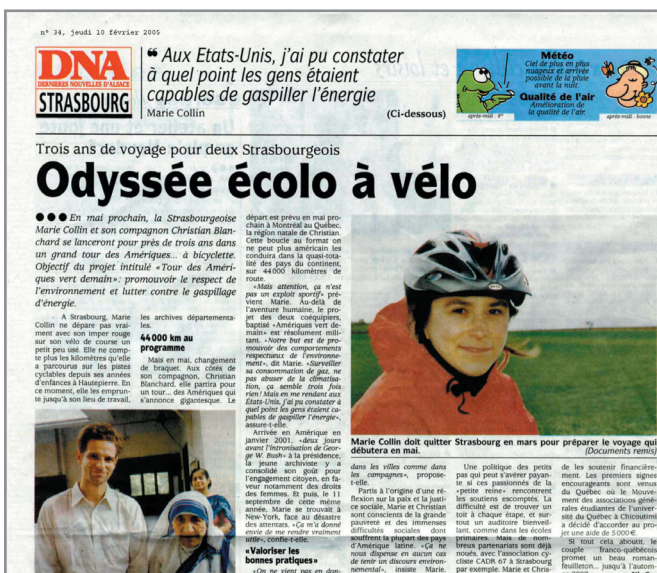 n° 34, jeudi 10 février 2005
DNA
DERNIERES NOUVELLES D'ALSACE
STRASBOURG
❝ Aux Etats-Unis, j'ai pu constater
à quel point les gens étaient
capables de gaspiller l'énergie
Marie Collin
(Ci-dessous)
Météo
Ciel de plus en plus
nuageux et arrivée
possible de la pluie
avant la nuit.
Qualité de l'air
Amélioration de
la qualité de l'air.
après-midi : 8°
après-midi : bonne
Trois ans de voyage pour deux Strasbourgeois
Odyssée écolo à vélo
●●● En mai prochain, la Strasbourgeoise
Marie Collin et son compagnon Christian Blan-
chard se lanceront pour près de trois ans dans
un grand tour des Amériques... à bicyclette.
Objectif du projet intitulé «Tour des Améri-
ques vert demain»: promouvoir le respect de
l'environnement et lutter contre le gaspillage
d'énergie.
A Strasbourg, Marie
Collin ne dépare pas vrai-
ment avec son imper rouge
sur son vélo de course un
petit peu usé. Elle ne comp-
te plus les kilomètres qu'elle
a parcourus sur les pistes
cyclables depuis ses années
d'enfances à Hautepierre. En
ce moment, elle les emprun-
te jusqu'à son lieu de travail,
les archives départementa-
les.
44000 km au
programme
Mais en mai, changement
de braquet. Aux côtés de
son compagnon, Christian
Blanchard, elle partira pour
un tour... des Amériques qui
s'annonce gigantesque. Le
départ est prévu en mai pro-
chain à Montréal au Québec,
la région natale de Christian.
Cette boucle au format on
ne peut plus américain les
conduira dans la quasi-tota-
lité des pays du continent,
sur 44000 kilomètres de
route.
«Mais attention, ça n'est
pas un exploit sportif» pré-
vient Marie. Au-delà de
l'aventure humaine, le pro-
jet des deux coéquipiers,
baptisé «Amériques vert de-
main» est résolument mili-
tant. «Notre but est de pro-
mouvoir des comportements
respectueux de l'environne-
ment», dit Marie. «Surveiller
sa consommation de gaz, ne
pas abuser de la climatisa-
tion, ça semble trois fois
rien! Mais en me rendant aux
Etats-Unis, j'ai pu constater à
quel point les gens étaient ca-
pables de gaspiller l'énergie»,
assure-t-elle.
Arrivée en Amérique en
janvier 2001, «deux jours
avant l'intronisation de Geor-
ge W. Bush» à la présidence,
la jeune archiviste y a
consolidé son goût pour
l'engagement citoyen, en fa-
veur notamment des droits
des femmes. Et puis, le 11
septembre de cette même
année, Marie se trouvait à
New-York, face au désastre
des attentats. «Ça m'a donné
envie de me rendre vraiment
utile», confie-t-elle.
«Valoriser les
bonnes pratiques»
«On ne vient pas en don-
Marie Collin doit quitter Strasbourg en mars pour préparer le voyage qui
débutera en mai.
(Documents remis)
dans les villes comme dans
les campagnes», propose-
t-elle.
Partis à l'origine d'une ré-
flexion sur la paix et la justi-
ce sociale, Marie et Christian
sont conscients de la grande
pauvreté et des immenses
difficultés sociales dont
souffrent la plupart des pays
d'Amérique latine. «Ça ne
nous dispense en aucun cas
de tenir un discours environ-
nemental», insiste Marie.
Une politique des petits
pas qui peut s'avérer payan-
te si ces passionnés de la
«petite reine» rencontrent
les soutiens escomptés. La
difficulté est de trouver un
toit à chaque étape, et sur-
tout un auditoire bienveil-
lant, comme dans les écoles
primaires. Mais de nom-
breux partenariats sont déjà
noués, avec l'association cy-
cliste CADR 67 à Strasbourg
par exemple. Marie et Chris-
de les soutenir financière-
ment. Les premiers signes
encourageants sont venus
du Québec où le Mouve-
ment des associations géné-
rales étudiantes de l'univer-
sité du Québec à Chicoutimi
a décidé d'accorder au pro-
jet une aide de 5000 €.
Si tout cela aboutit, le
couple franco-québécois
promet un beau roman-
feuilleton... jusqu'à l'autom-